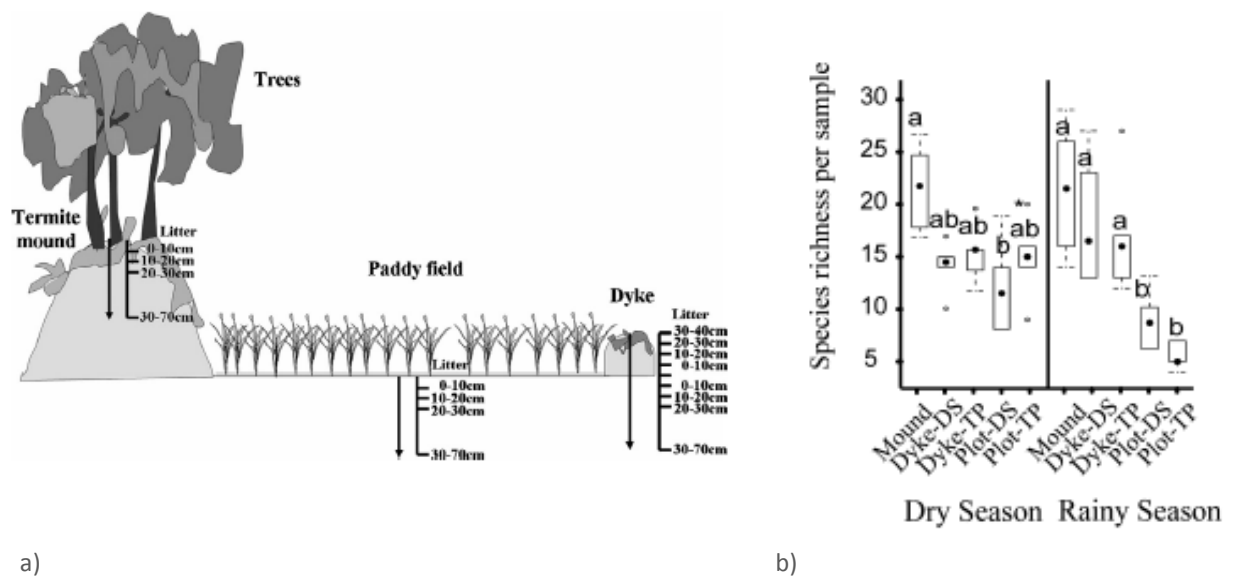 Trees
Termite
mound
Litter
0-10cm
10-20cm
20-30cm
30-70cm
Paddy field
Litter
0-10cm
10-20cm
20-30cm
30-70cm
Dyke
Litter
30-40cm
20-30cm
10-20cm
0-10cm
0-10cm
10-20cm
20-30cm
30-70cm
a)
Species richness per sample
30
25
20
15
10
5
a
ab
ab
b
*
ab
a
a
a
b
b
Mound
Dyke-DS
Dyke-TP
Plot-DS
Plot-TP
Mound
Dyke-DS
Dyke-TP
Plot-DS
Plot-TP
Dry Season
Rainy Season
b)